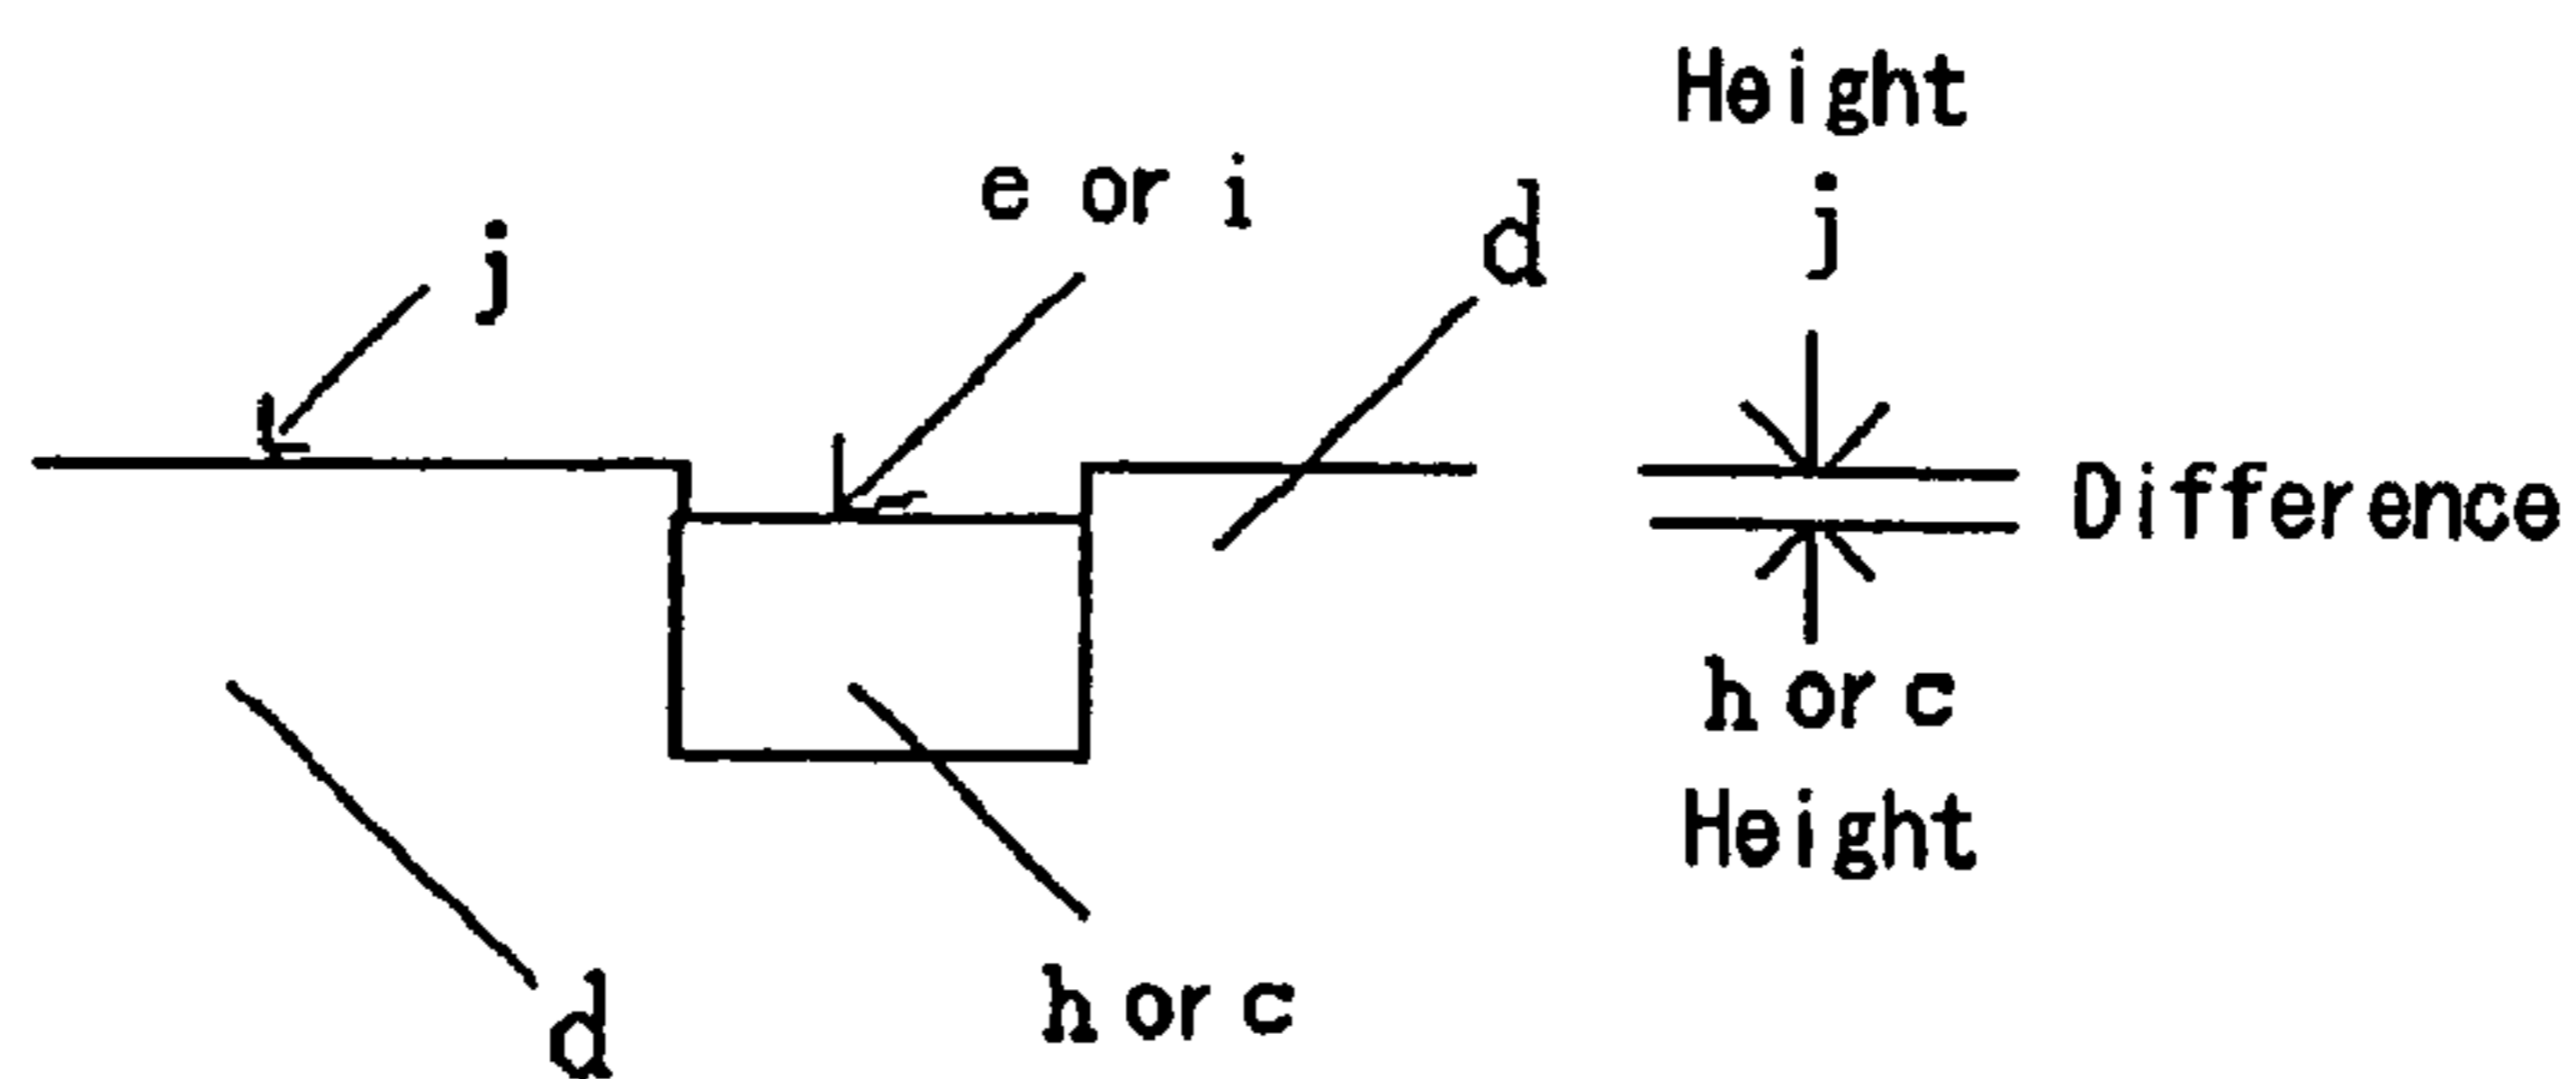 Height
j
e or i
d
j
Difference
h or c
Height
h or c
d